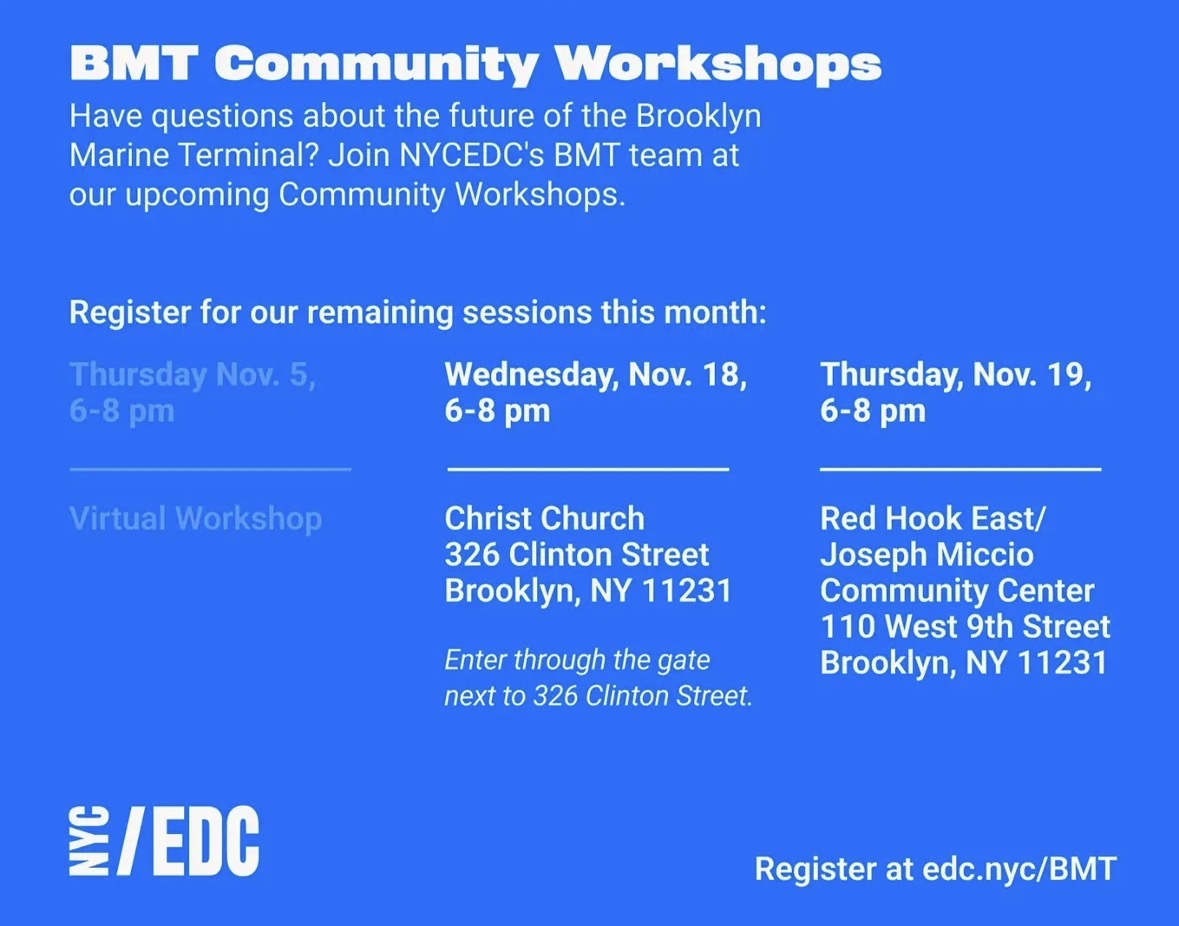 BMT Community Workshops
Have questions about the future of the Brooklyn
Marine Terminal? Join NYCEDC's BMT team at
our upcoming Community Workshops.
Register for our remaining sessions this month:
Thursday Nov. 5,
6-8 pm
Virtual Workshop
Wednesday, Nov. 18,
6-8 pm
Christ Church
326 Clinton Street
Brooklyn, NY 11231
Enter through the gate
next to 326 Clinton Street.
Thursday, Nov. 19,
6-8 pm
Red Hook East/
Joseph Miccio
Community Center
110 West 9th Street
Brooklyn, NY 11231
NYC/EDC
Register at edc.nyc/BMT